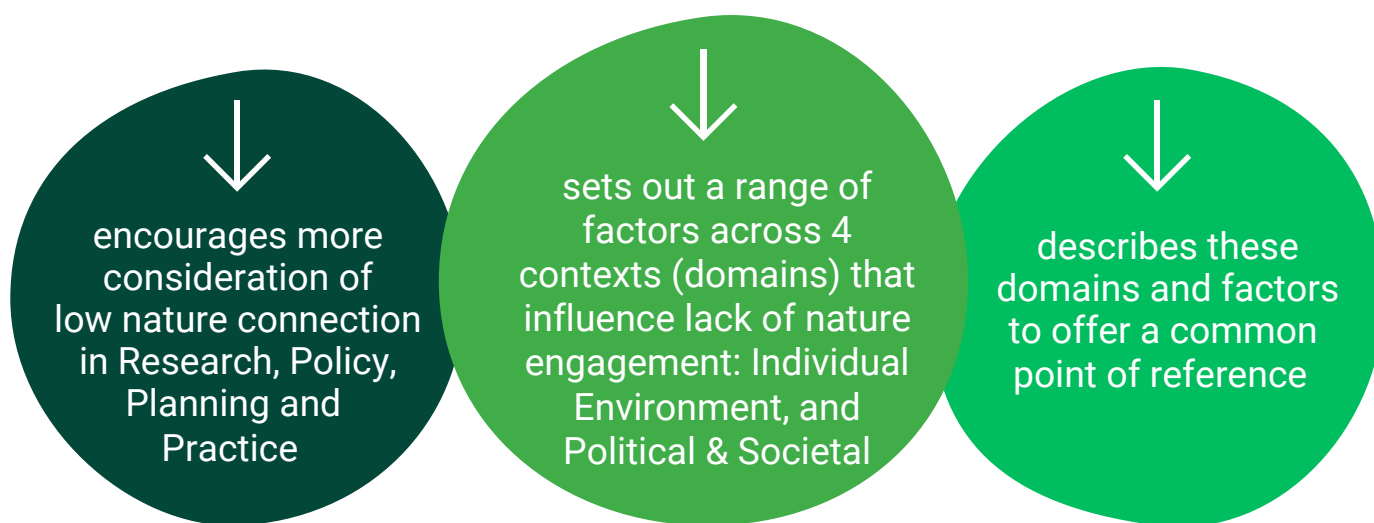 encourages more
consideration of
low nature connection
in Research, Policy,
Planning and
Practice
sets out a range of
factors across 4
contexts (domains) that
influence lack of nature
engagement: Individual
Environment, and
Political & Societal
describes these
domains and factors
to offer a common
point of reference